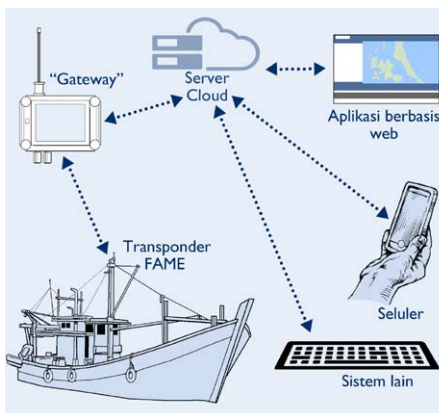 “Gateway”
Server
Cloud
Aplikasi berbasis
web
Transponder
FAME
Seluler
Sistem lain